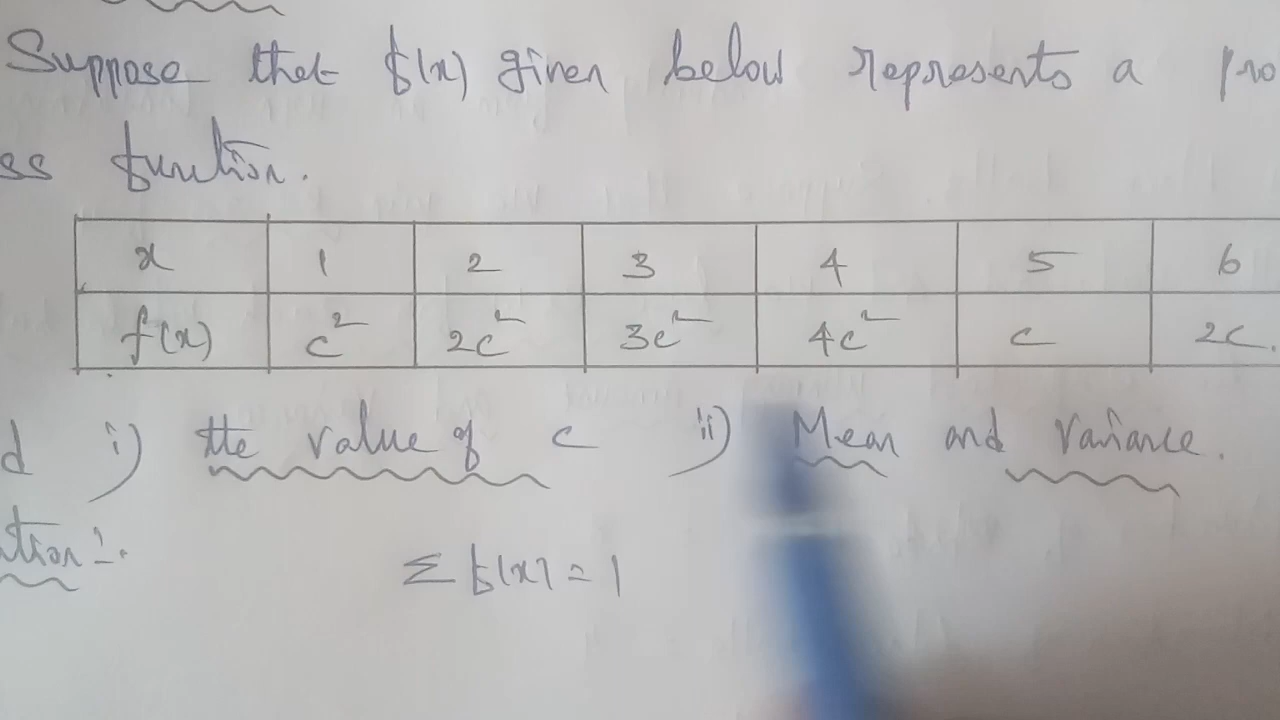 Suppose that f(x) given below represents a pro
ss function.
x 1 2 3 4 5 6
f(x) c² 2c² 3c² 4c² c 2c.
d i) the value of c ii) Mean and Variance.
ution:.
Σ f(x) = 1